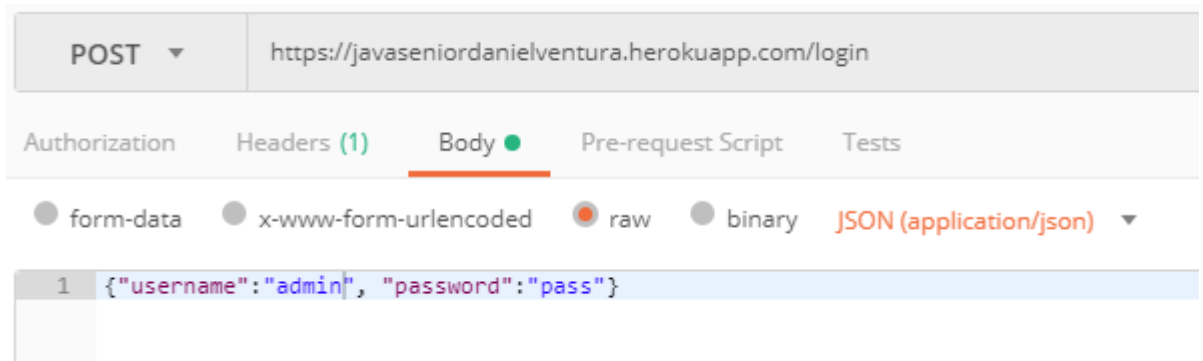 POST https://javaseniordanielventura.herokuapp.com/login
Authorization Headers (1) Body Pre-request Script Tests
form-data x-www-form-urlencoded raw binary JSON (application/json)
1 {"username":"admin", "password":"pass"}